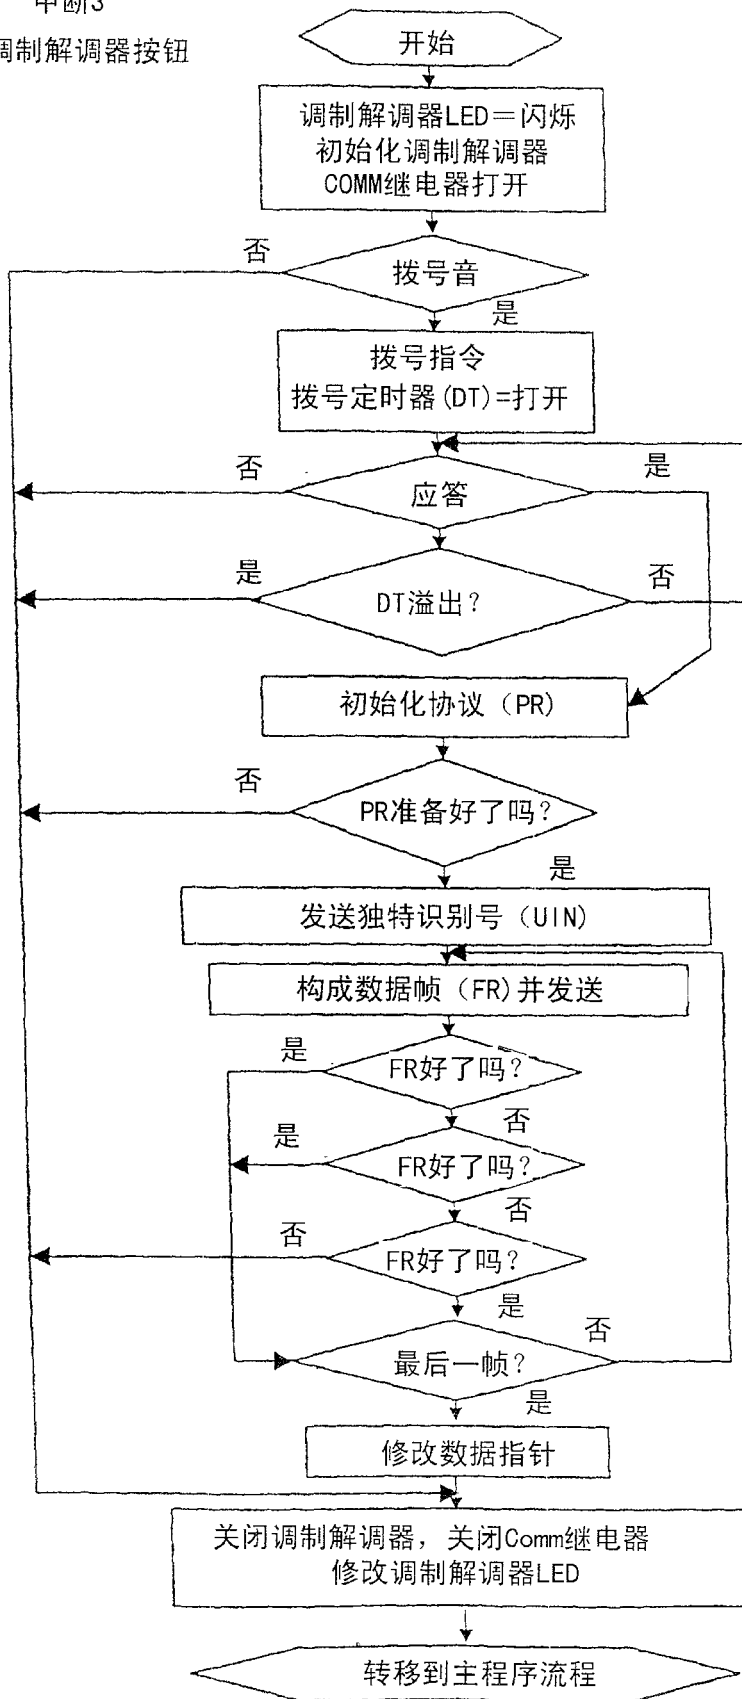 中断3
调制解调器按钮
开始
调制解调器LED=闪烁
初始化调制解调器
COMM继电器打开
否
拨号音
是
拨号指令
拨号定时器(DT)=打开
否
应答
是
是
DT溢出?
否
初始化协议（PR)
否
PR准备好了吗?
是
发送独特识别号（UIN)
构成数据帧（FR)并发送
是
FR好了吗?
否
是
FR好了吗?
否
否
FR好了吗?
是
否
最后一帧?
是
修改数据指针
关闭调制解调器，关闭Comm继电器
修改调制解调器LED
转移到主程序流程